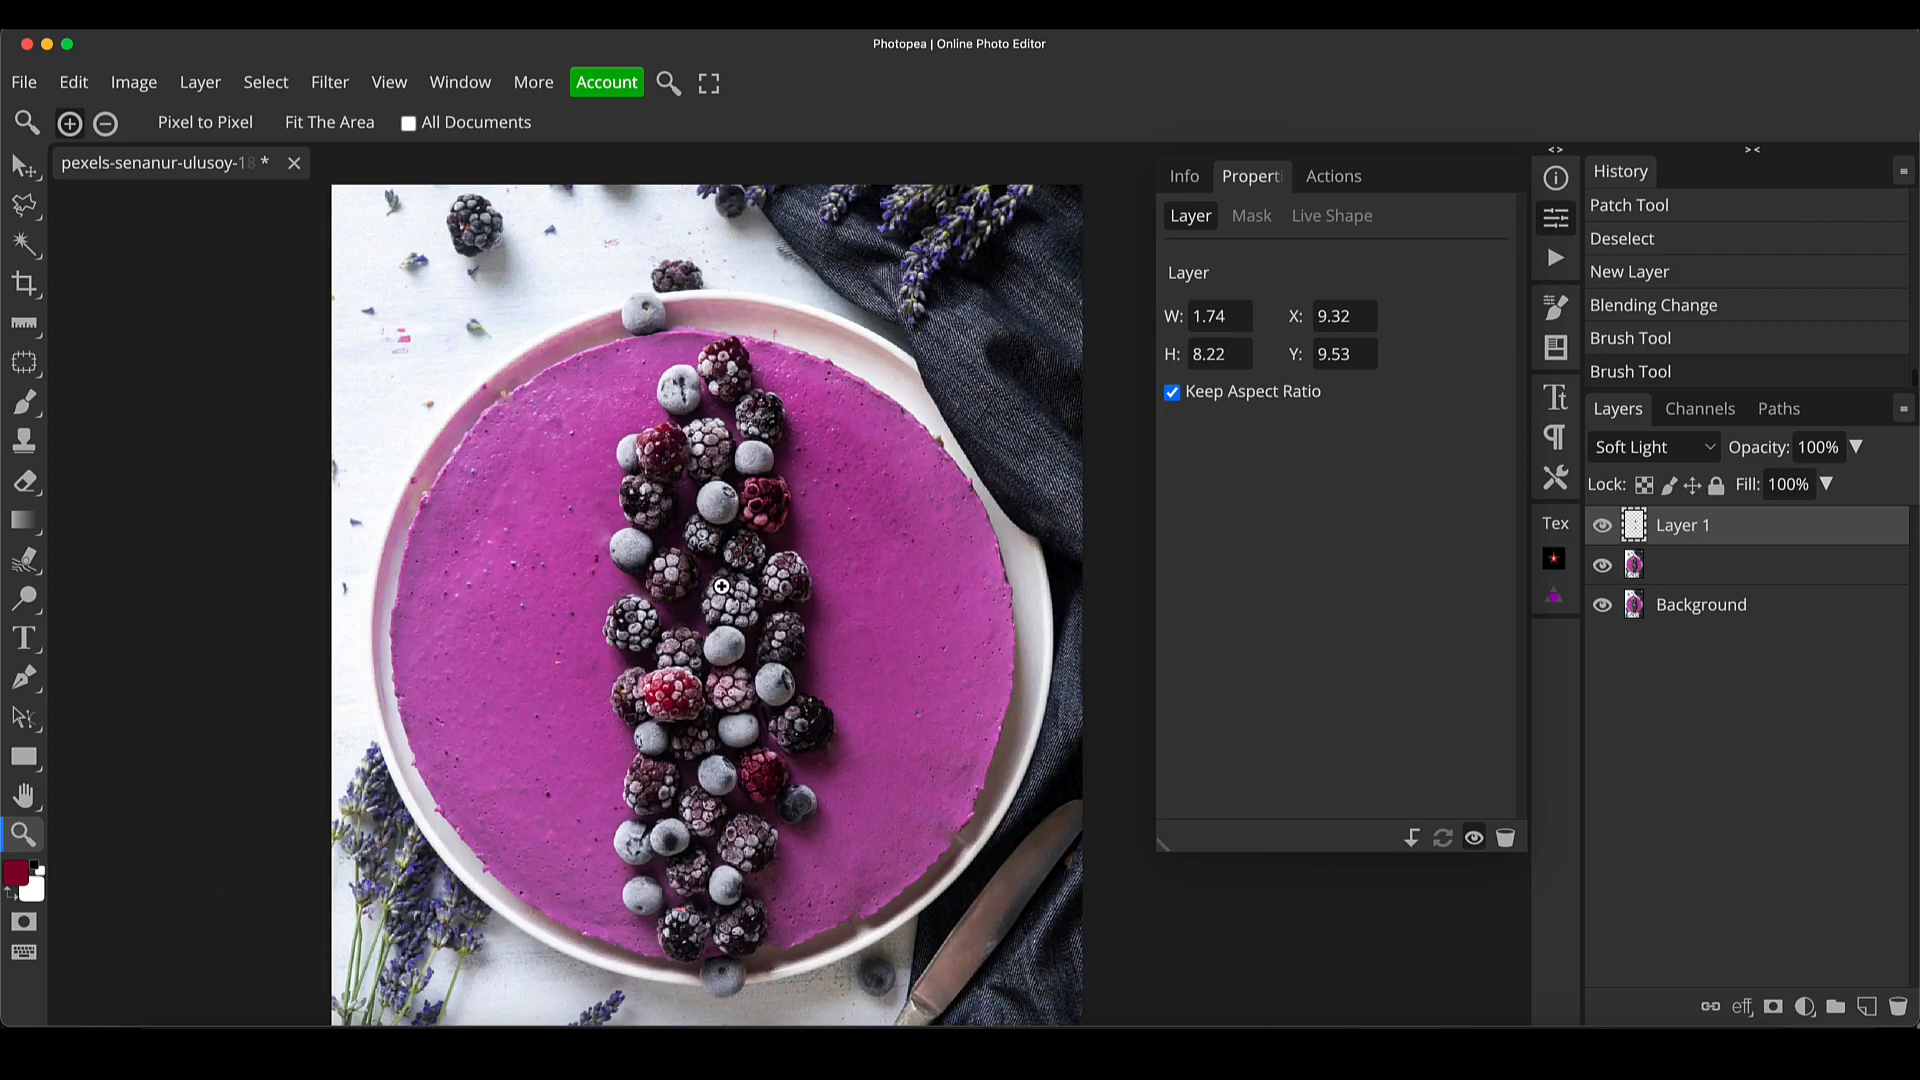 Photopea | Online Photo Editor
File Edit Image Layer Select Filter View Window More Account
Pixel to Pixel Fit The Area All Documents
pexels-senanur-ulusoy-18 *
Info Properti Actions
Layer Mask Live Shape
Layer
W: 1.74 X: 9.32
H: 8.22 Y: 9.53
Keep Aspect Ratio
Tex
History
Patch Tool
Deselect
New Layer
Blending Change
Brush Tool
Brush Tool
Layers Channels Paths
Soft Light Opacity: 100%
Lock: Fill: 100%
Layer 1
Background
eff